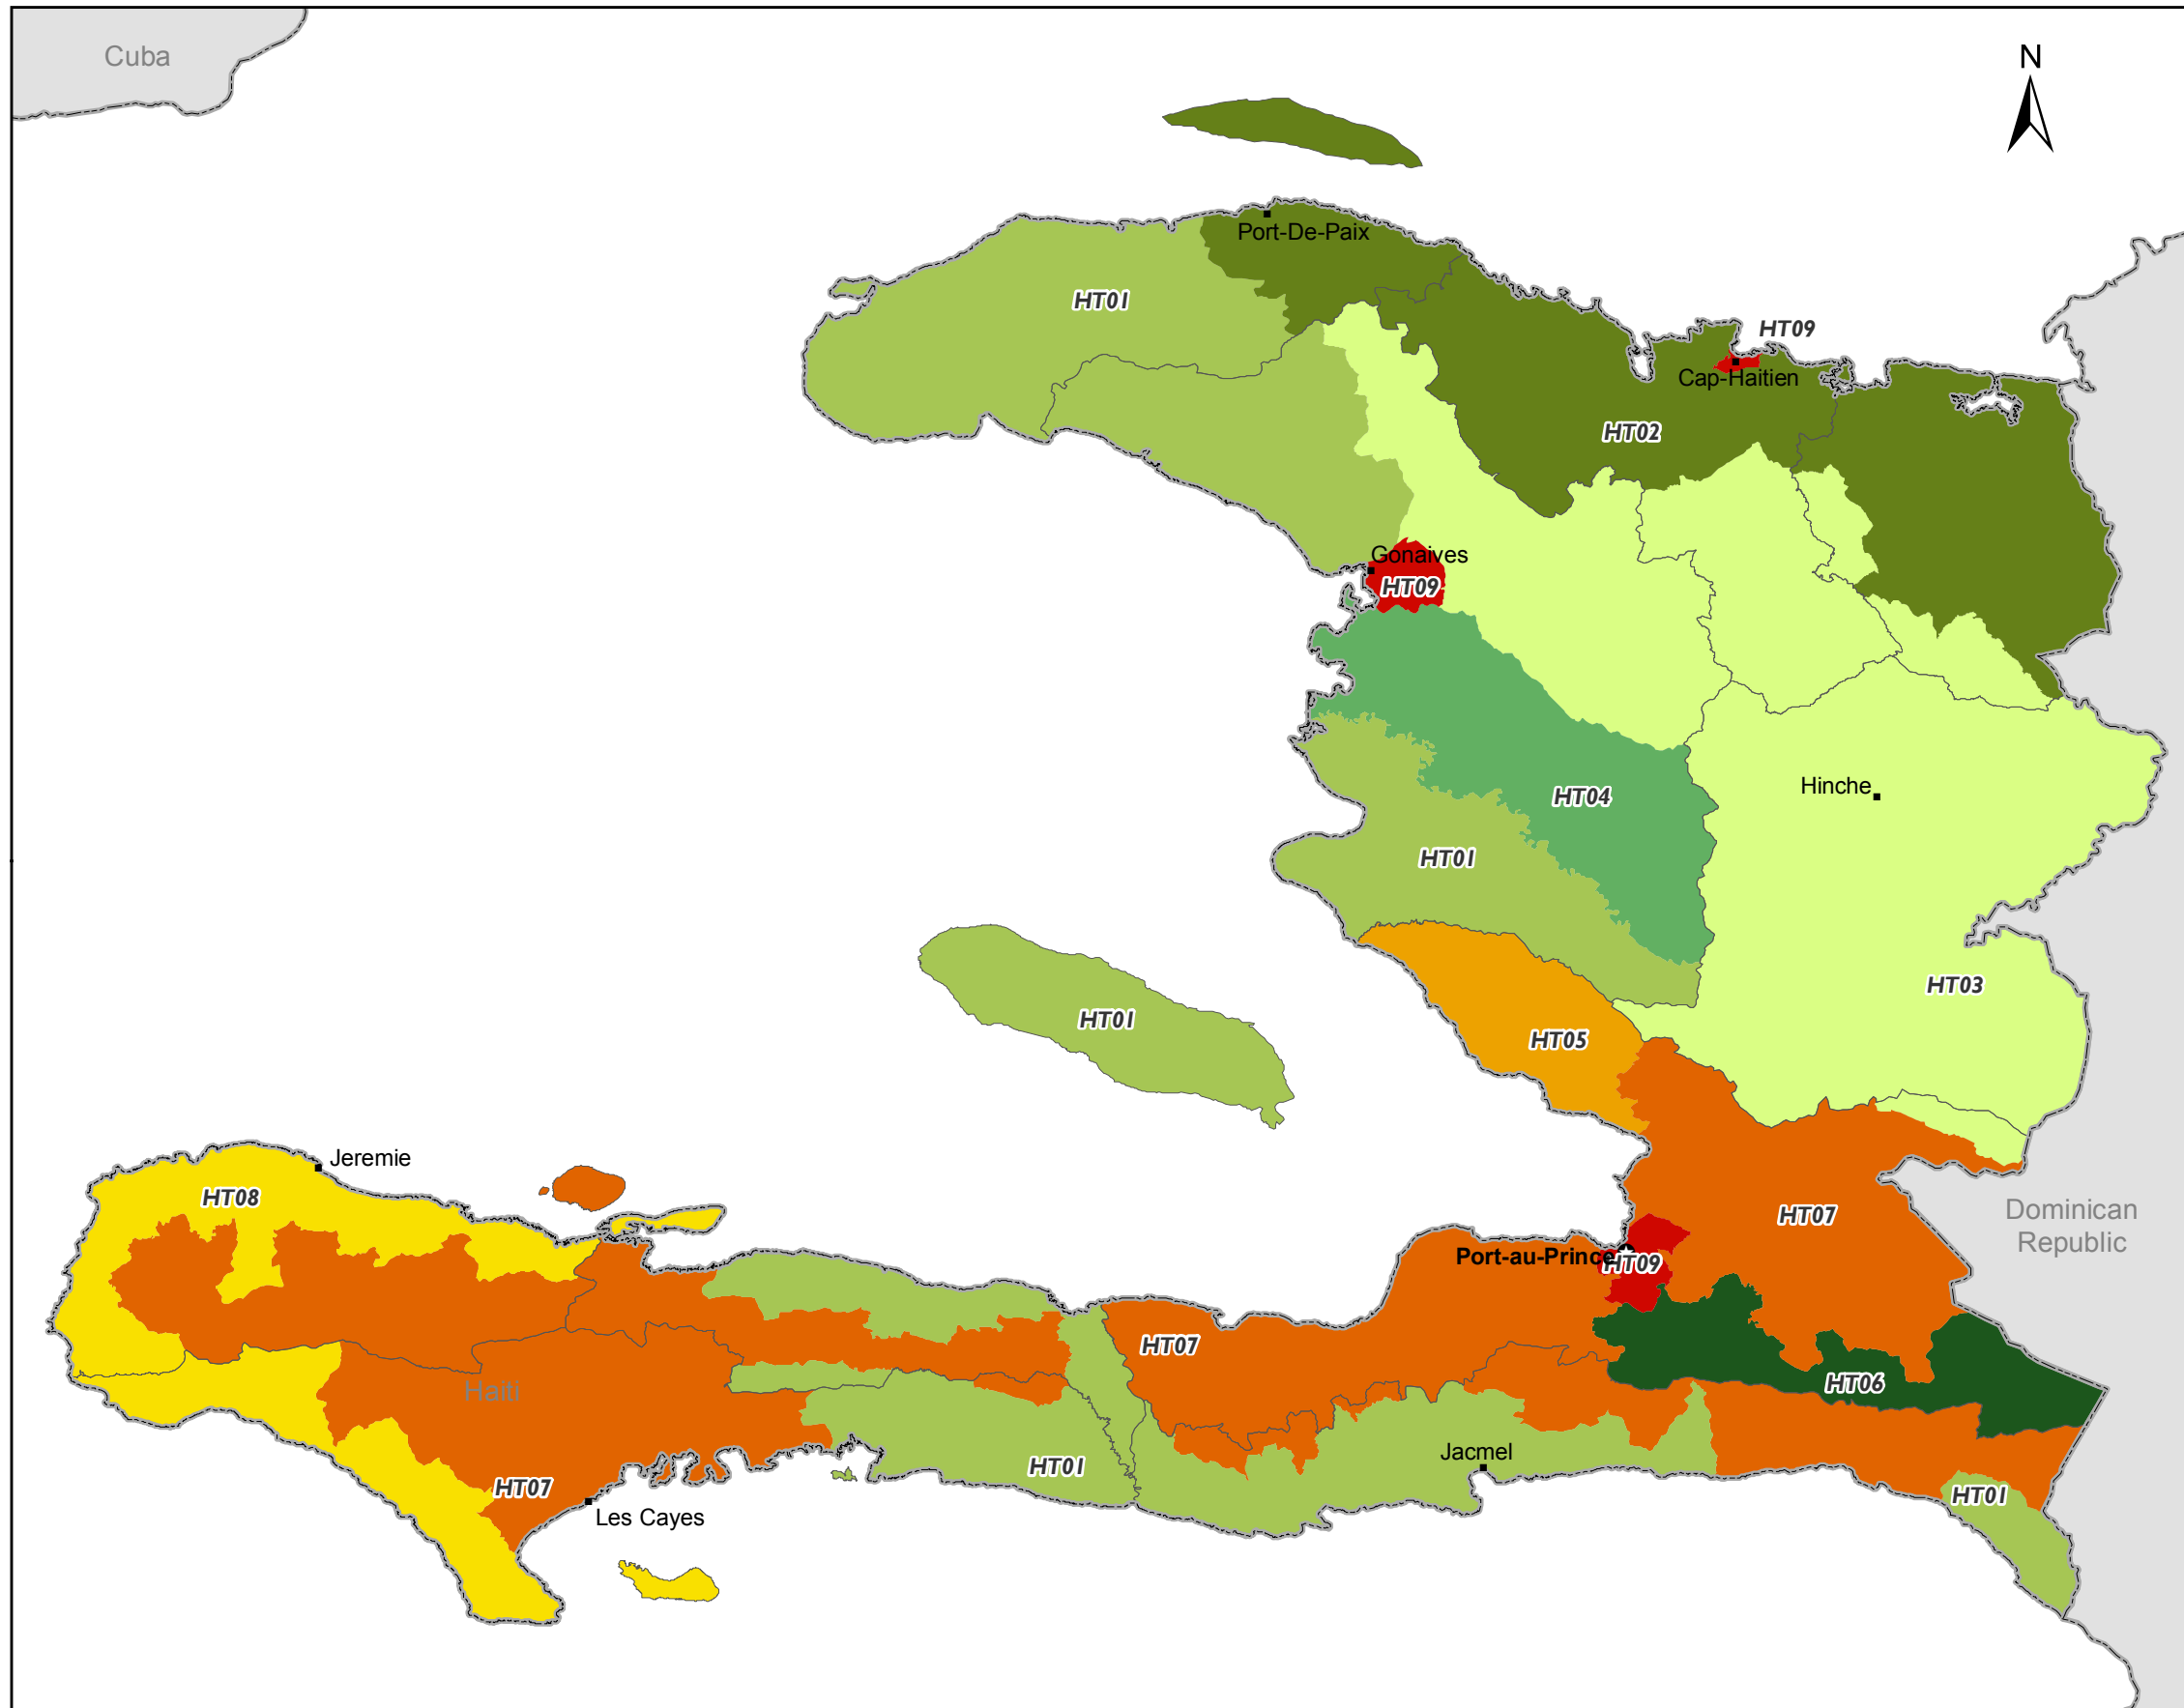 Cuba
N
Port-De-Paix
HT01
HT09
Cap-Haitien
HT02
Gonaives
HT09
Hinche
HT04
HT01
HT03
HT01
HT05
Jeremie
HT08
Dominican
Republic
HT07
Port-au-Prince
HT09
HT07
HT06
Haiti
Jacmel
HT01
HT07
HT01
Les Cayes